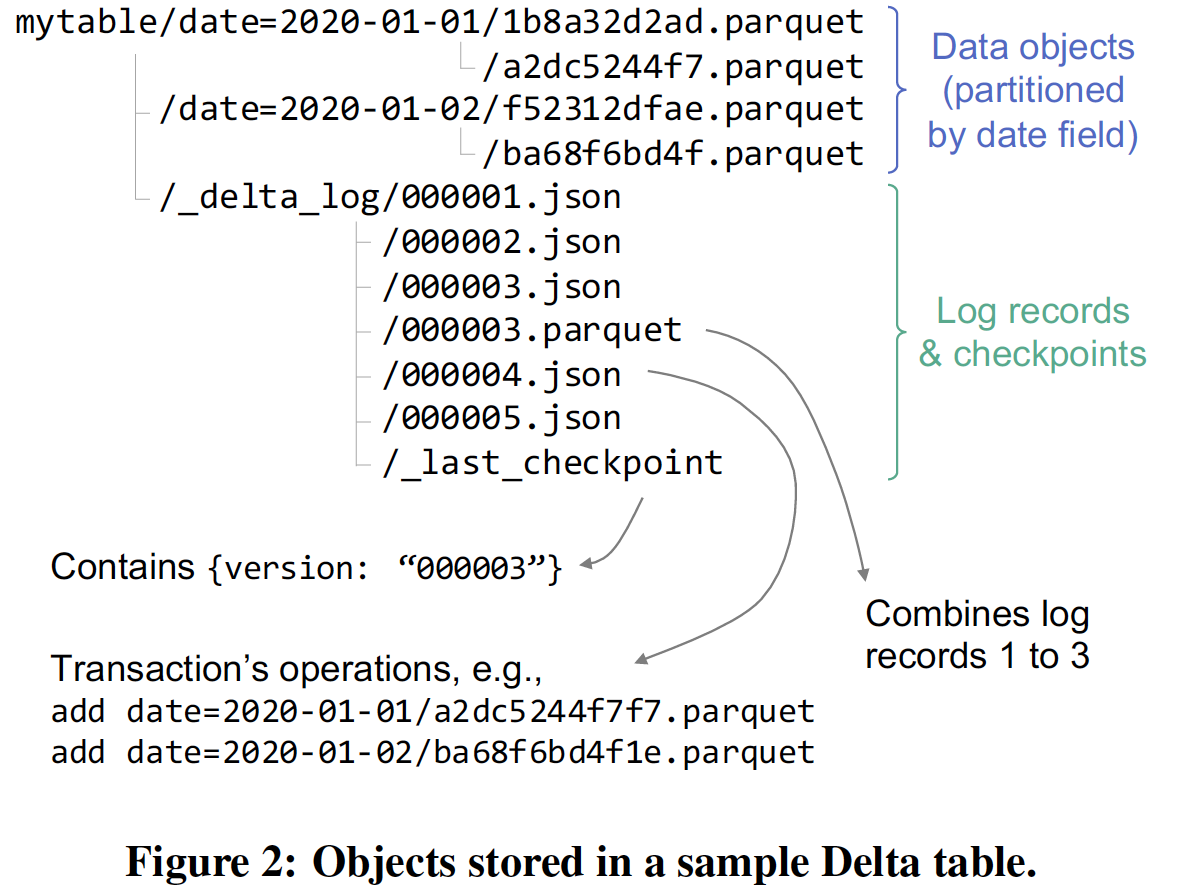 mytable/date=2020-01-01/1b8a32d2ad.parquet
/a2dc5244f7.parquet
/date=2020-01-02/f52312dfae.parquet
/ba68f6bd4f.parquet
Data objects
(partitioned
by date field)
/_delta_log/000001.json
/000002.json
/000003.json
/000003.parquet
/000004.json
/000005.json
/_last_checkpoint
Log records
& checkpoints
Contains {version: “000003”}
Combines log
records 1 to 3
Transaction’s operations, e.g.,
add date=2020-01-01/a2dc5244f7f7.parquet
add date=2020-01-02/ba68f6bd4f1e.parquet
Figure 2: Objects stored in a sample Delta table.